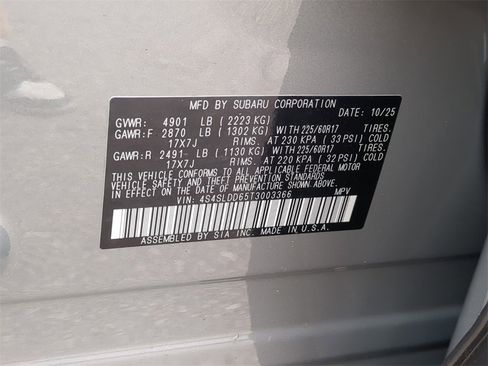 MFD BY SUBARU CORPORATION
DATE: 10/25
GVWR: 4901 LB (2223 KG)
GAWR:F 2870 LB (1302 KG) WITH 225/60R17 TIRES.
17X7J RIMS. AT 230 KPA (33 PSI) COLD
GAWR:R 2491 LB (1130 KG) WITH 225/60R17 TIRES.
17X7J RIMS. AT 220 KPA (32 PSI) COLD
THIS VEHICLE CONFORMS TO ALL APPLICABLE FEDERAL MOTOR
VEHICLE SAFETY AND THEFT PREVENTION STANDARDS
IN EFFECT ON THE DATE OF MANUFACTURE SHOWN ABOVE.
VIN: 4S4SLDD65T3003366 MPV
ASSEMBLED BY SIA INC. MADE IN U.S.A.